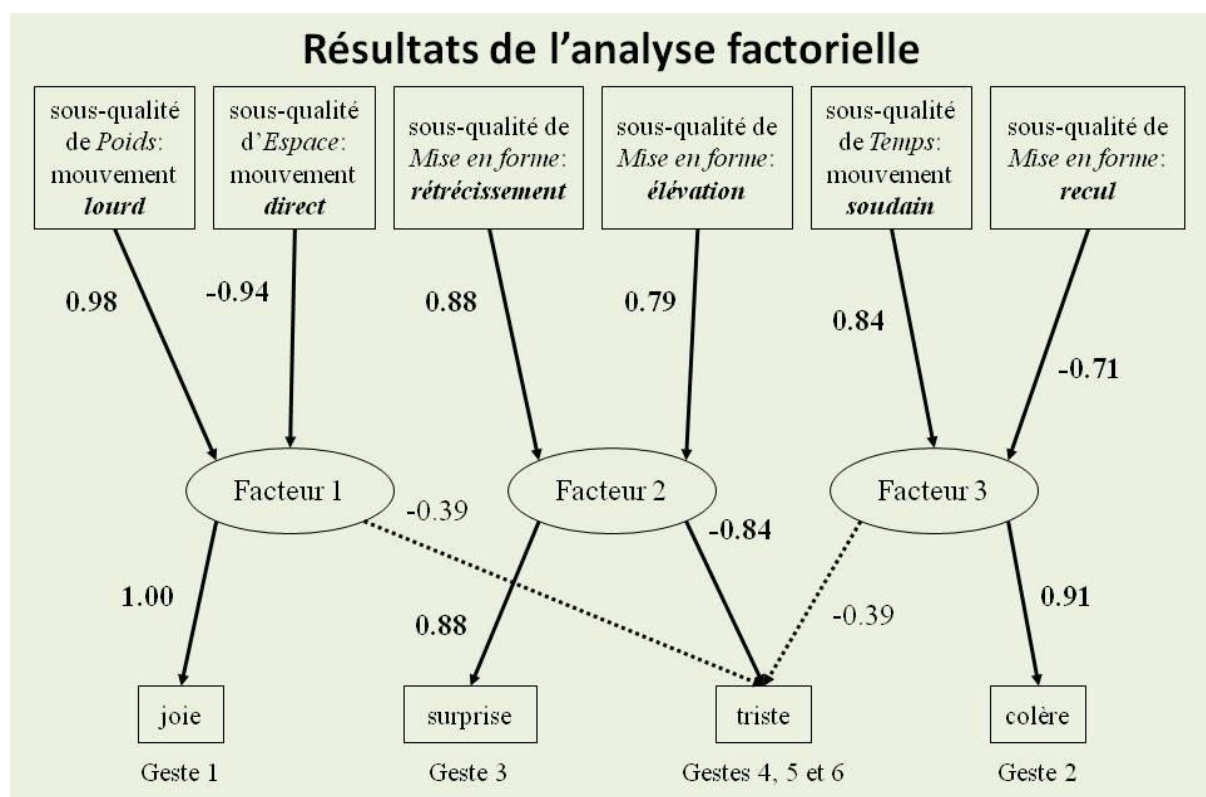 Résultats de l'analyse factorielle
sous-qualité
de Poids:
mouvement
lourd
sous-qualité
d'Espace:
mouvement
direct
sous-qualité de
Mise en forme:
rétrécissement
sous-qualité de
Mise en forme:
élévation
sous-qualité
de Temps:
mouvement
soudain
sous-qualité de
Mise en forme:
recul
0.98
-0.94
0.88
0.79
0.84
-0.71
Facteur 1
Facteur 2
Facteur 3
-0.39
-0.84
1.00
0.88
-0.39
0.91
joie
surprise
triste
colère
Geste 1
Geste 3
Gestes 4, 5 et 6
Geste 2